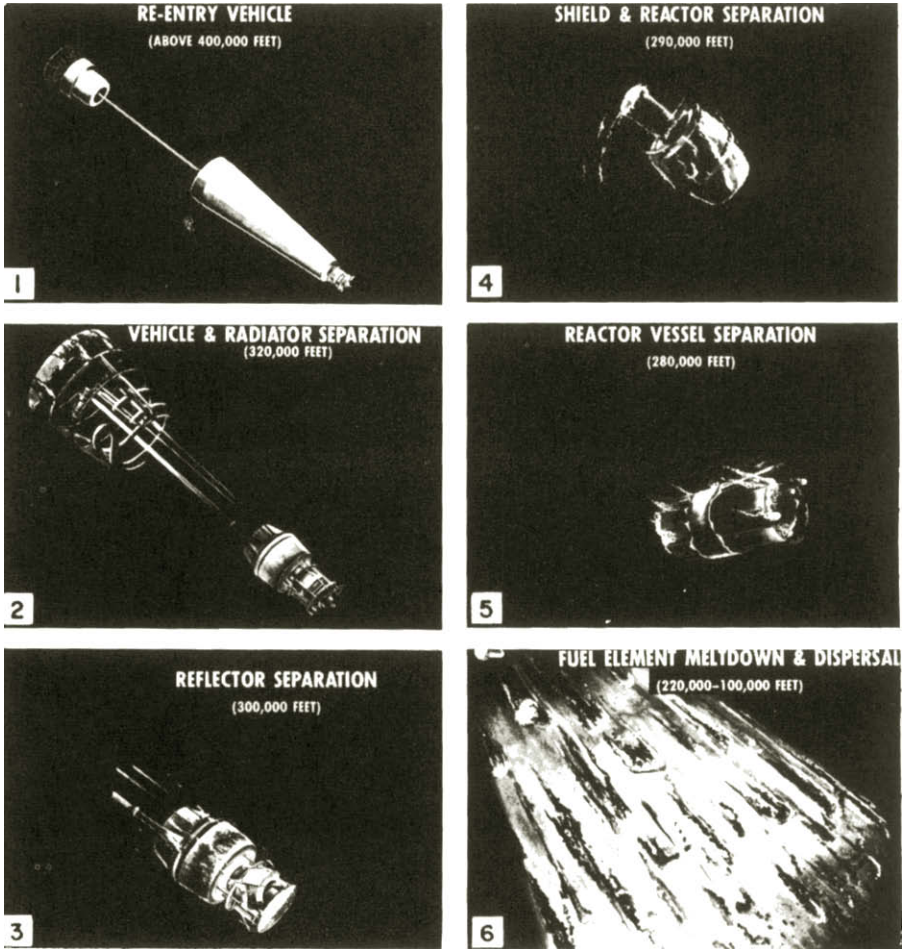 RE-ENTRY VEHICLE
(ABOVE 400,000 FEET)
1
VEHICLE & RADIATOR SEPARATION
(320,000 FEET)
2
REFLECTOR SEPARATION
(300,000 FEET)
3
SHIELD & REACTOR SEPARATION
(290,000 FEET)
4
REACTOR VESSEL SEPARATION
(280,000 FEET)
5
FUEL ELEMENT MELTDOWN & DISPERSAL
(220,000–100,000 FEET)
6